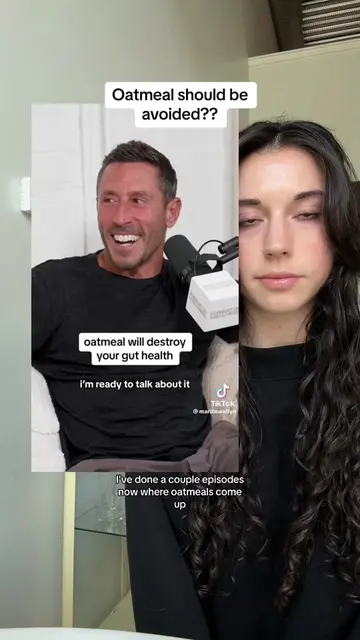 Oatmeal should be
avoided??
oatmeal will destroy
your gut health
i'm ready to talk about it
TikTok
I've done a couple episodes
now where oatmeals come
up